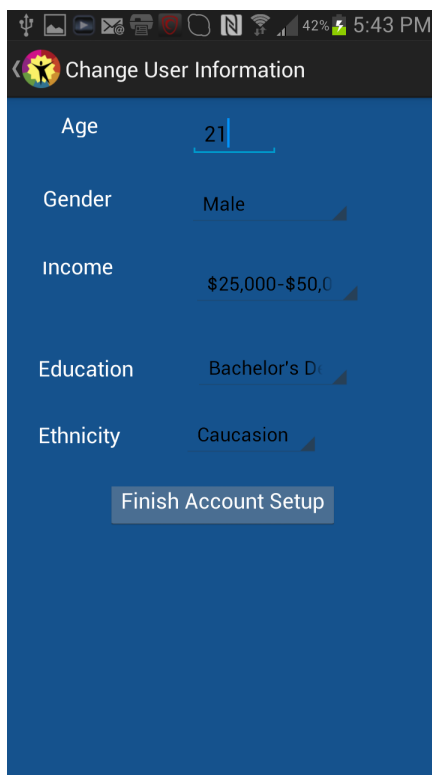 42% 5:43 PM
Change User Information
Age 21
Gender Male
Income $25,000-$50,0
Education Bachelor's De
Ethnicity Caucasion
Finish Account Setup